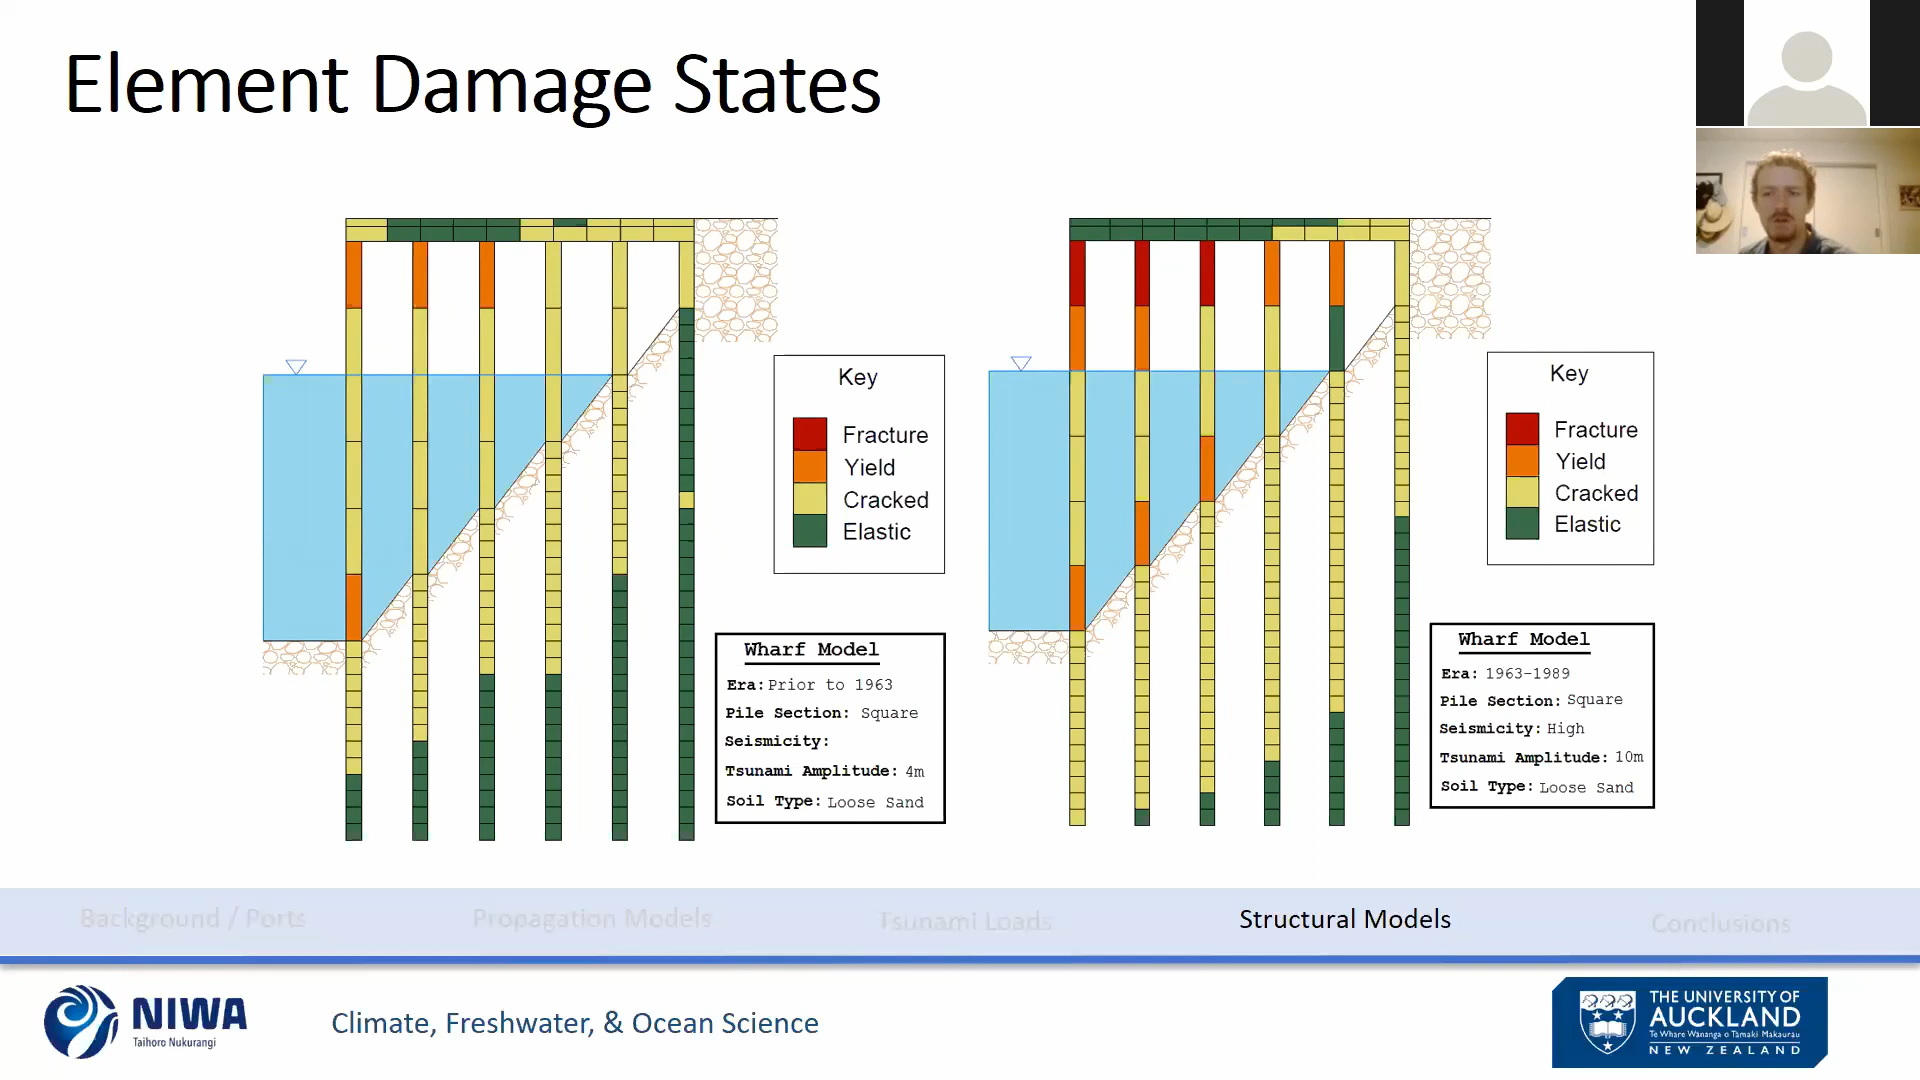 Element Damage States
Key
Fracture
Yield
Cracked
Elastic
Wharf Model
Era: Prior to 1963
Pile Section: Square
Seismicity:
Tsunami Amplitude: 4m
Soil Type: Loose Sand
Key
Fracture
Yield
Cracked
Elastic
Wharf Model
Era: 1963-1989
Pile Section: Square
Seismicity: High
Tsunami Amplitude: 10m
Soil Type: Loose Sand
Background / Ports
Propagation Models
Tsunami Loads
Structural Models
Conclusions
NIWA
Taihoro Nukurangi
Climate, Freshwater, & Ocean Science
THE UNIVERSITY OF
AUCKLAND
Te Whare Wānanga o Tāmaki Makaurau
NEW ZEALAND